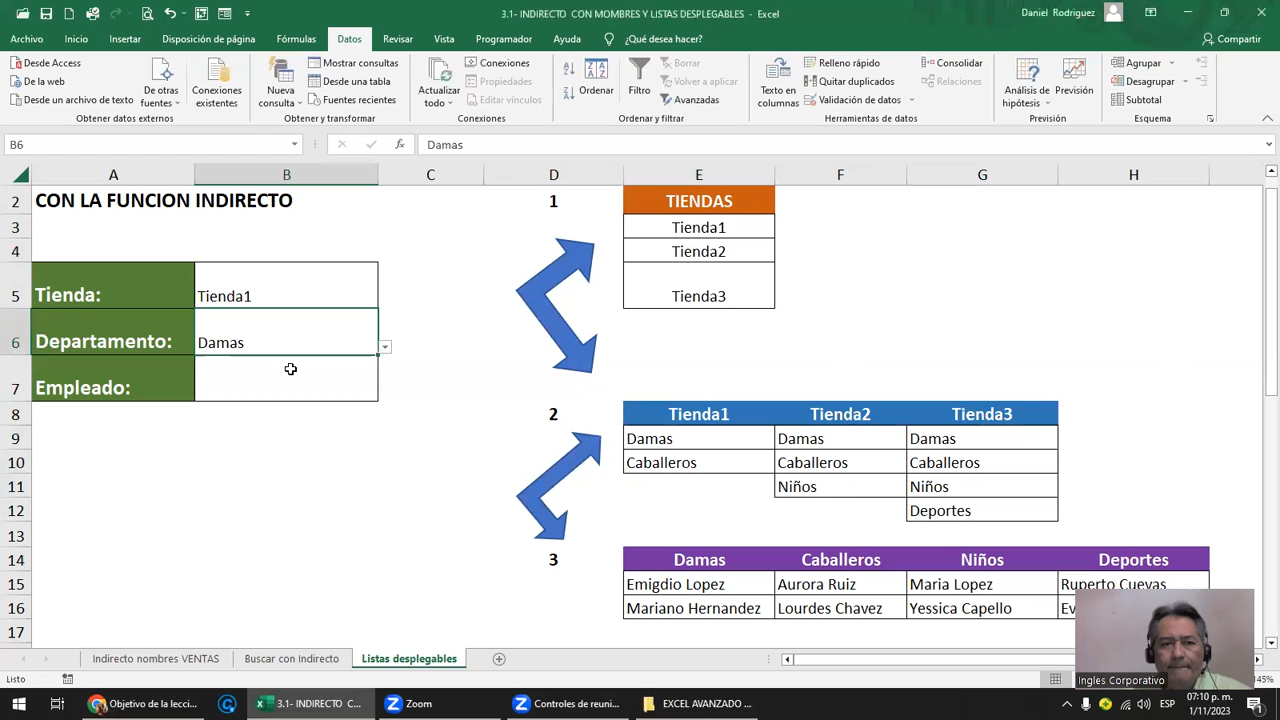 3.1- INDIRECTO CON MOMBRES Y LISTAS DESPLEGABLES - Excel
Daniel Rodriguez
Archivo Inicio Insertar Disposición de página Fórmulas Datos Revisar Vista Programador Ayuda ¿Qué desea hacer? Compartir
Desde Access
De la web
Desde un archivo de texto
De otras fuentes
Conexiones existentes
Obtener datos externos
Nueva consulta
Mostrar consultas
Desde una tabla
Fuentes recientes
Obtener y transformar
Actualizar todo
Conexiones
Propiedades
Editar vínculos
Conexiones
Ordenar
Filtro
Borrar
Volver a aplicar
Avanzadas
Ordenar y filtrar
Texto en columnas
Relleno rápido
Quitar duplicados
Validación de datos
Consolidar
Relaciones
Herramientas de datos
Análisis de hipótesis
Previsión
Previsión
Agrupar
Desagrupar
Subtotal
Esquema
B6 Damas
A B C D E F G H
2 CON LA FUNCION INDIRECTO 1 TIENDAS
3 Tienda1
4 Tienda2
5 Tienda: Tienda1 Tienda3
6 Departamento: Damas
7 Empleado:
8 2 Tienda1 Tienda2 Tienda3
9 Damas Damas Damas
10 Caballeros Caballeros Caballeros
11 Niños Niños
12 Deportes
13
14 3 Damas Caballeros Niños Deportes
15 Emigdio Lopez Aurora Ruiz Maria Lopez Ruperto Cuevas
16 Mariano Hernandez Lourdes Chavez Yessica Capello
17
Ingles Corporativo
Indirecto nombres VENTAS Buscar con Indirecto Listas desplegables
Listo 145%
Objetivo de la lecci... 3.1- INDIRECTO C... Zoom Controles de reuni... EXCEL AVANZADO ... ESP 07:10 p. m.
1/11/2023